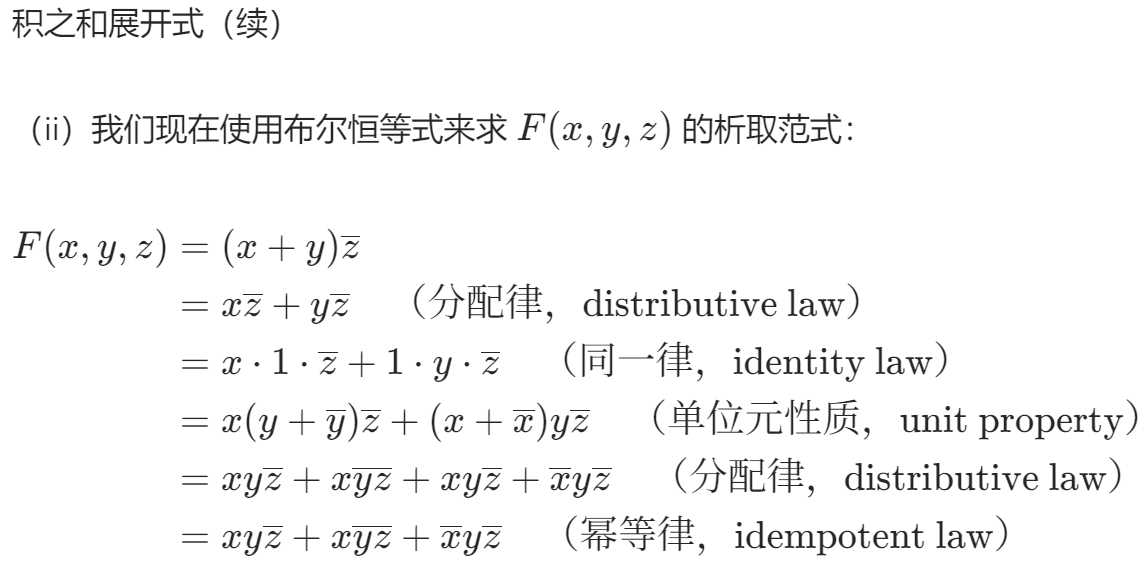 积之和展开式（续）
（ii）我们现在使用布尔恒等式来求 F(x, y, z) 的析取范式：
F(x, y, z) = (x + y)z̅
= xz̅ + yz̅ （分配律，distributive law）
= x · 1 · z̅ + 1 · y · z̅ （同一律，identity law）
= x(y + y̅)z̅ + (x + x̅)yz̅ （单位元性质，unit property）
= xyz̅ + xy̅z̅ + xyz̅ + x̅yz̅ （分配律，distributive law）
= xyz̅ + xy̅z̅ + x̅yz̅ （幂等律，idempotent law）